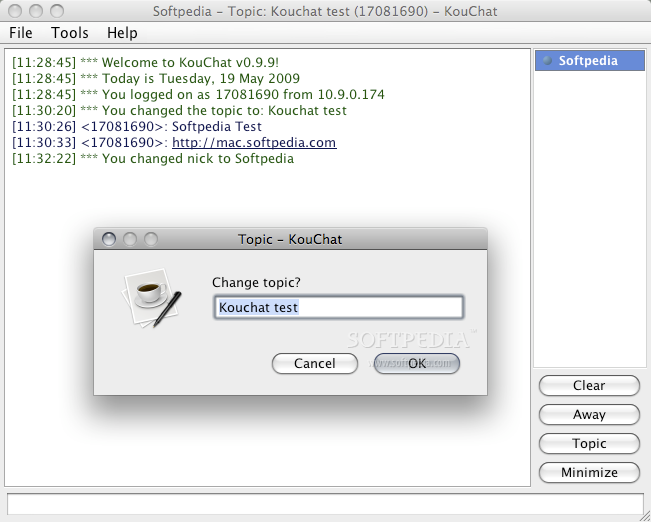 Softpedia - Topic: Kouchat test (17081690) - KouChat
File Tools Help
[11:28:45] *** Welcome to KouChat v0.9.9!
[11:28:45] *** Today is Tuesday, 19 May 2009
[11:28:45] *** You logged on as 17081690 from 10.9.0.174
[11:30:20] *** You changed the topic to: Kouchat test
[11:30:26] <17081690>: Softpedia Test
[11:30:33] <17081690>: http://mac.softpedia.com
[11:32:22] *** You changed nick to Softpedia
Softpedia
Topic - KouChat
Change topic?
Kouchat test
SOFTPEDIA™
www.softpedia.com
Cancel OK
Clear
Away
Topic
Minimize